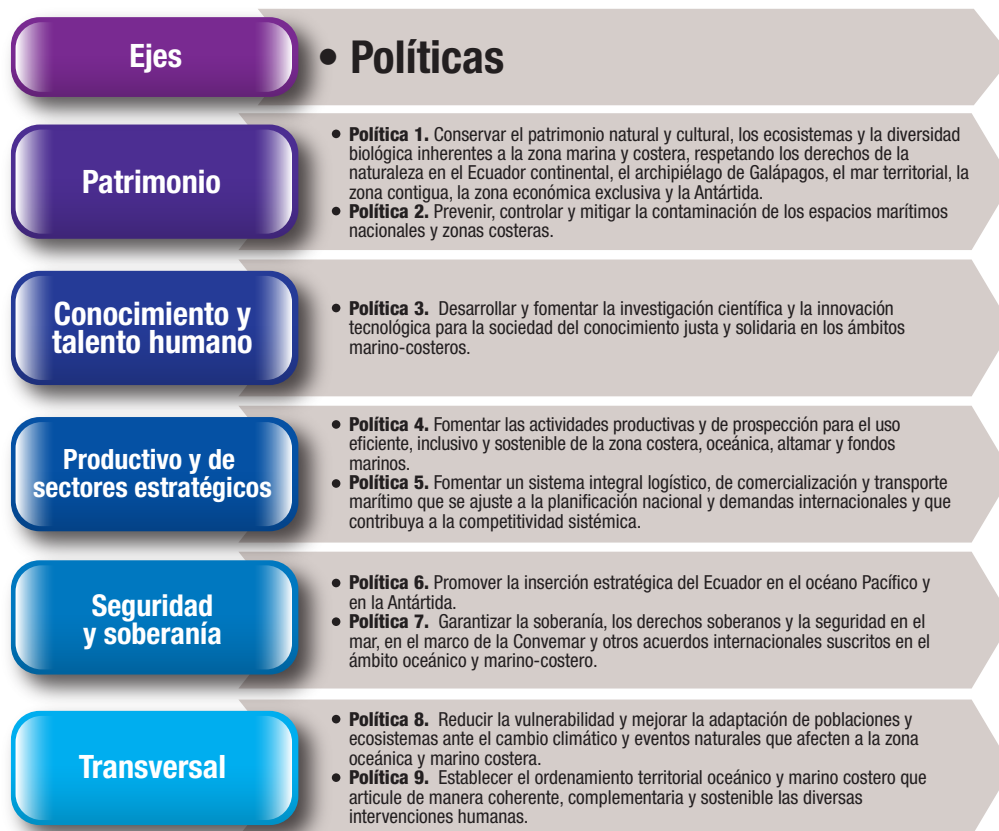 Ejes
• Políticas
Patrimonio
• Política 1. Conservar el patrimonio natural y cultural, los ecosistemas y la diversidad
biológica inherentes a la zona marina y costera, respetando los derechos de la
naturaleza en el Ecuador continental, el archipiélago de Galápagos, el mar territorial, la
zona contigua, la zona económica exclusiva y la Antártida.
• Política 2. Prevenir, controlar y mitigar la contaminación de los espacios marítimos
nacionales y zonas costeras.
Conocimiento y
talento humano
• Política 3. Desarrollar y fomentar la investigación científica y la innovación
tecnológica para la sociedad del conocimiento justa y solidaria en los ámbitos
marino-costeros.
Productivo y de
sectores estratégicos
• Política 4. Fomentar las actividades productivas y de prospección para el uso
eficiente, inclusivo y sostenible de la zona costera, oceánica, altamar y fondos
marinos.
• Política 5. Fomentar un sistema integral logístico, de comercialización y transporte
marítimo que se ajuste a la planificación nacional y demandas internacionales y que
contribuya a la competitividad sistémica.
Seguridad
y soberanía
• Política 6. Promover la inserción estratégica del Ecuador en el océano Pacífico y
en la Antártida.
• Política 7. Garantizar la soberanía, los derechos soberanos y la seguridad en el
mar, en el marco de la Convemar y otros acuerdos internacionales suscritos en el
ámbito oceánico y marino-costero.
Transversal
• Política 8. Reducir la vulnerabilidad y mejorar la adaptación de poblaciones y
ecosistemas ante el cambio climático y eventos naturales que afecten a la zona
oceánica y marino costera.
• Política 9. Establecer el ordenamiento territorial oceánico y marino costero que
articule de manera coherente, complementaria y sostenible las diversas
intervenciones humanas.